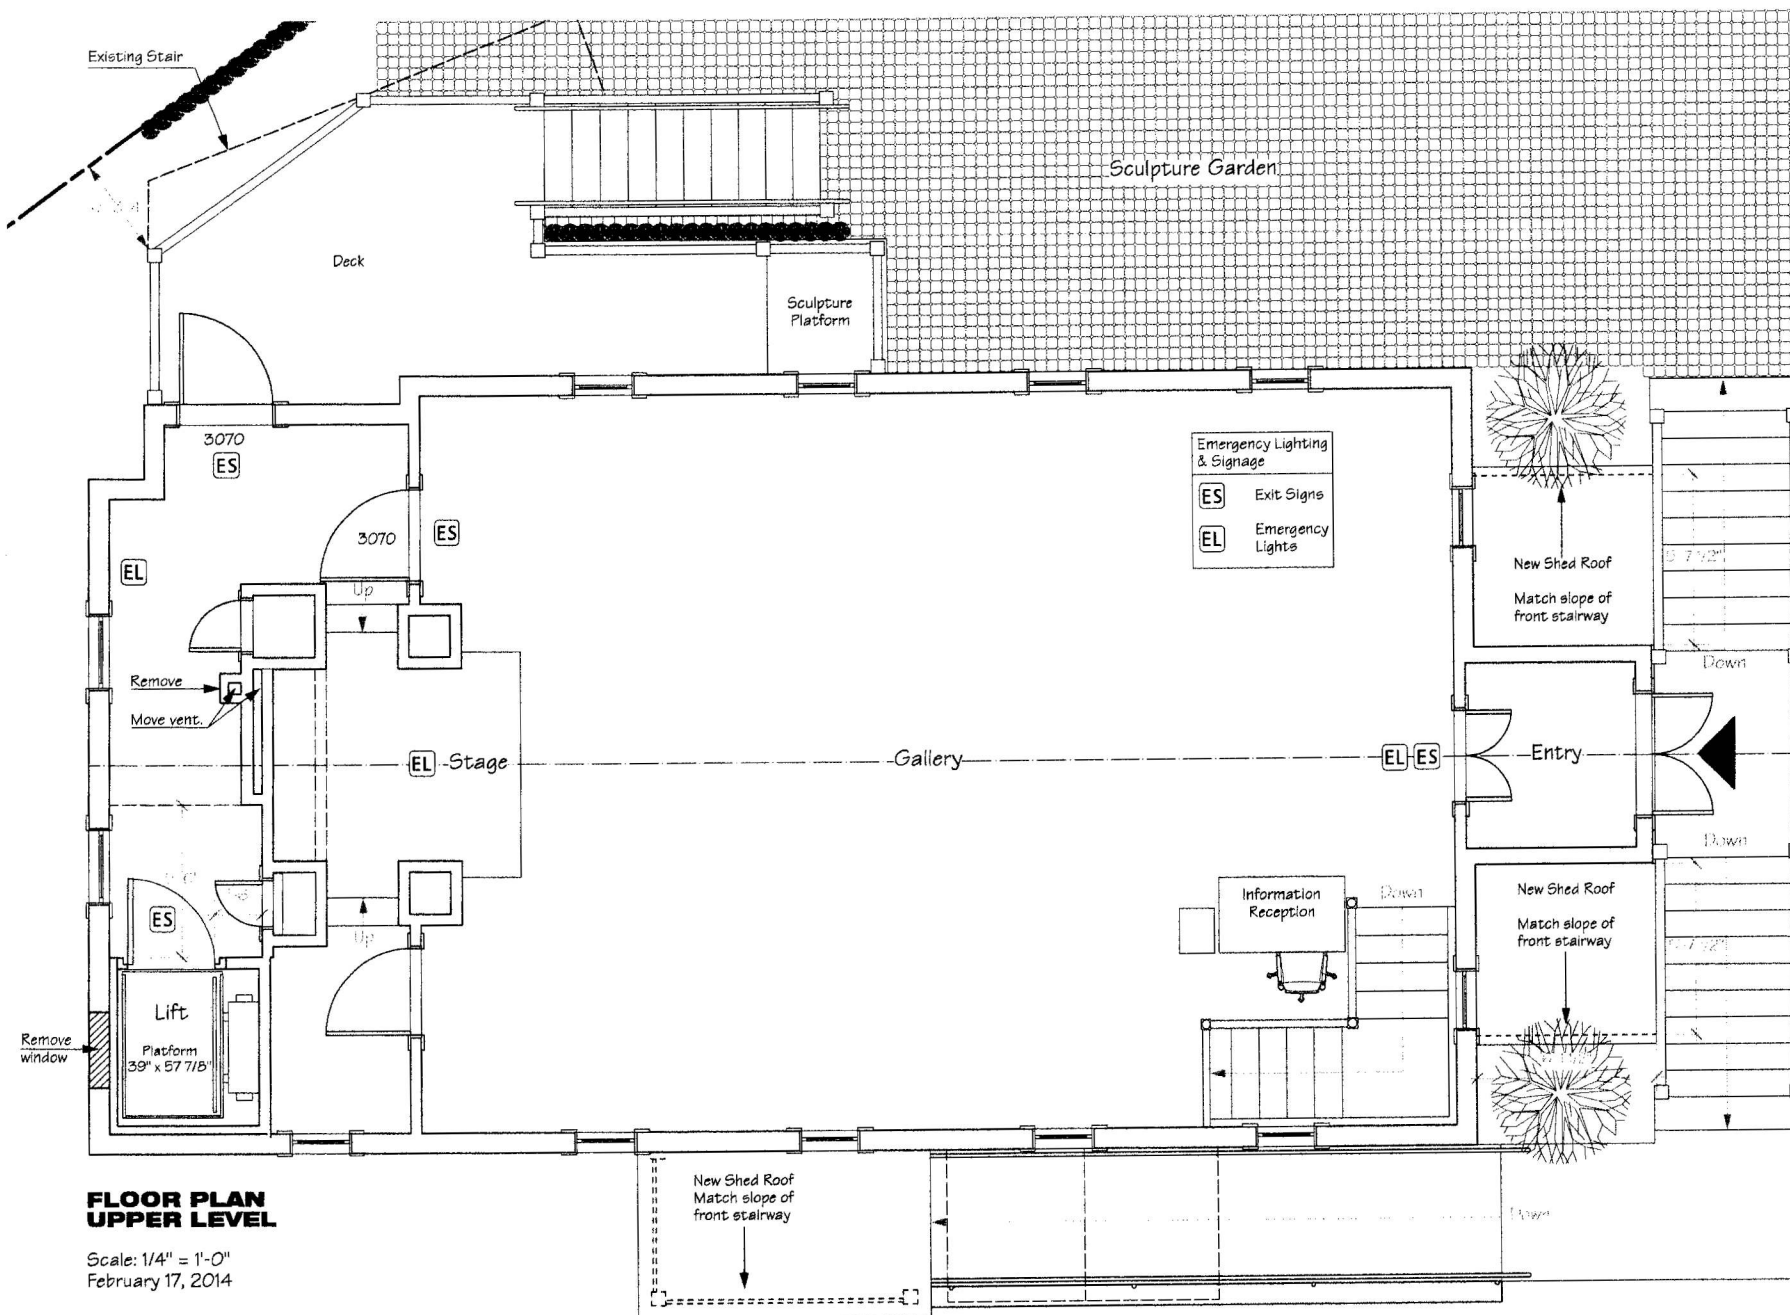 Existing Stair
Sculpture Garden
Deck
Sculpture
Platform
3070
ES
Emergency Lighting
& Signage
ES Exit Signs
EL Emergency
Lights
3070
ES
EL
Up
New Shed Roof
Match slope of
front stairway
Down
Remove
Move vent.
EL Stage
Gallery
EL ES
Entry
Down
ES
Up
Information
Reception
Down
New Shed Roof
Match slope of
front stairway
Lift
Platform
39" x 57 7/8"
Remove
window
New Shed Roof
Match slope of
front stairway
Down
FLOOR PLAN
UPPER LEVEL
Scale: 1/4" = 1'-0"
February 17, 2014